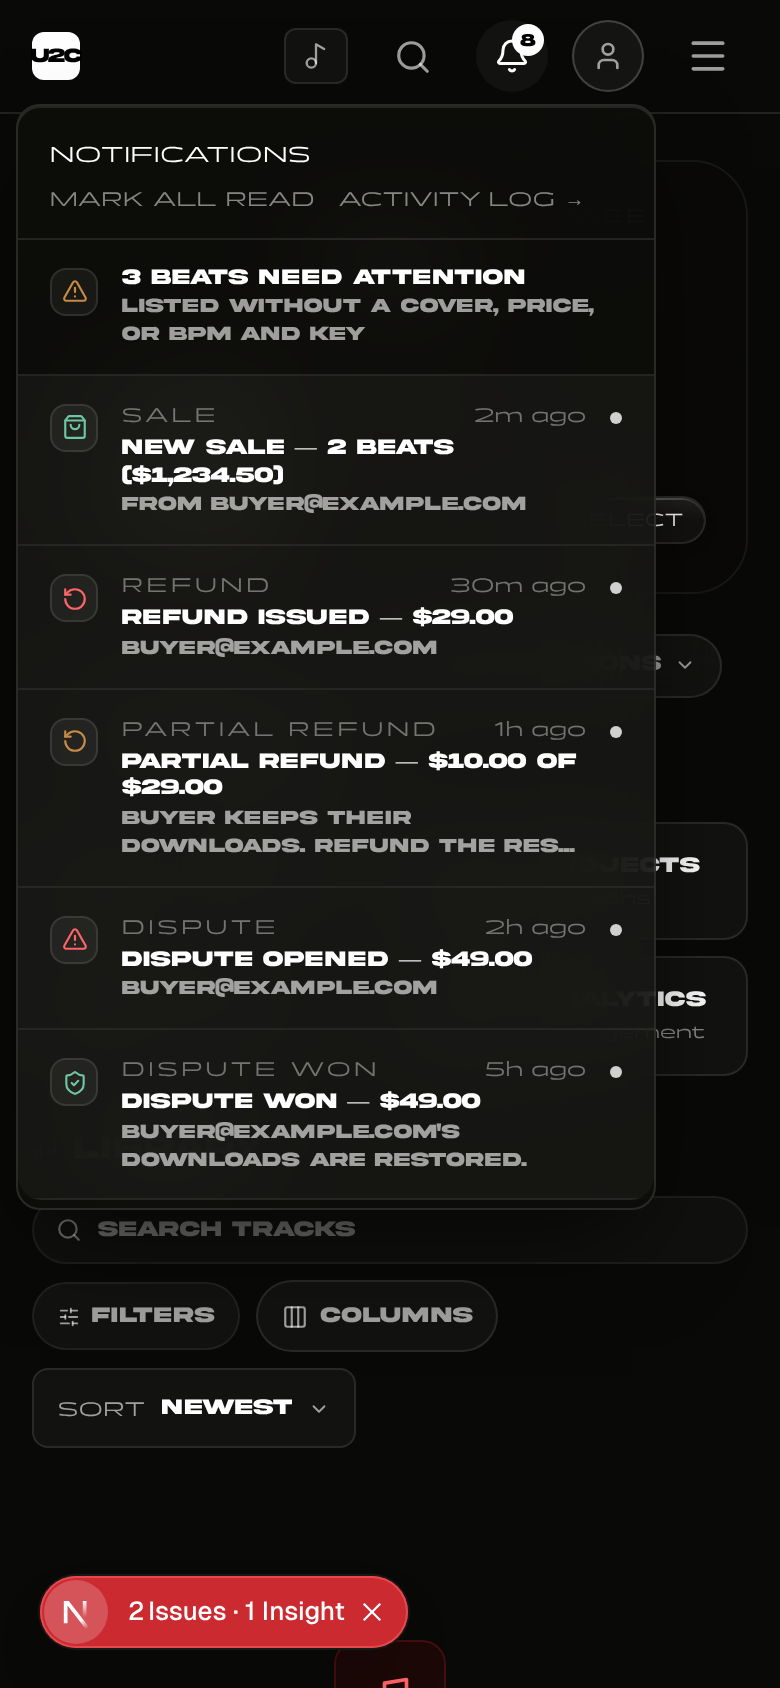 U2C
8
NOTIFICATIONS
MARK ALL READ ACTIVITY LOG →
3 BEATS NEED ATTENTION
LISTED WITHOUT A COVER, PRICE,
OR BPM AND KEY
SALE 2m ago
NEW SALE — 2 BEATS
($1,234.50)
FROM BUYER@EXAMPLE.COM
REFUND 30m ago
REFUND ISSUED — $29.00
BUYER@EXAMPLE.COM
PARTIAL REFUND 1h ago
PARTIAL REFUND — $10.00 OF
$29.00
BUYER KEEPS THEIR
DOWNLOADS. REFUND THE RES...
DISPUTE 2h ago
DISPUTE OPENED — $49.00
BUYER@EXAMPLE.COM
DISPUTE WON 5h ago
DISPUTE WON — $49.00
BUYER@EXAMPLE.COM'S
DOWNLOADS ARE RESTORED.
SEARCH TRACKS
FILTERS COLUMNS
SORT NEWEST
N 2 Issues · 1 Insight